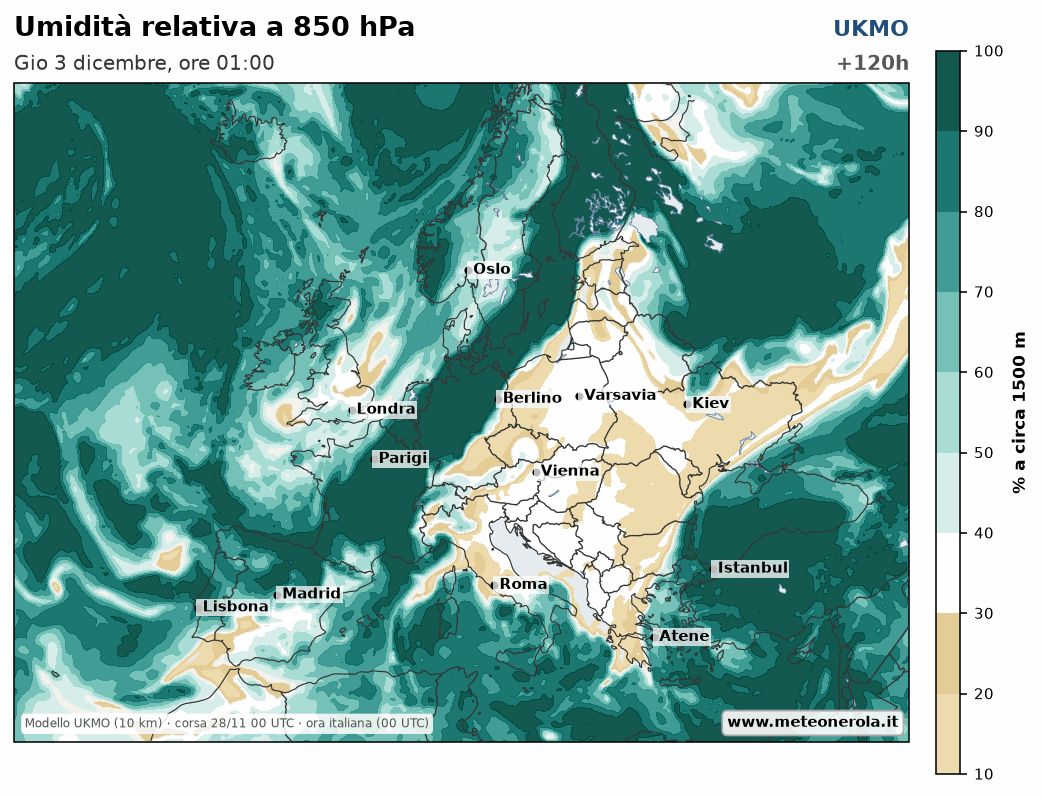 Umidità relativa a 850 hPa
UKMO
Gio 3 dicembre, ore 01:00
+120h
100
90
80
70
60
50
40
30
20
10
% a circa 1500 m
Oslo
Londra
Berlino
Varsavia
Kiev
Parigi
Vienna
Istanbul
Roma
Madrid
Lisbona
Atene
Modello UKMO (10 km) · corsa 28/11 00 UTC · ora italiana (00 UTC)
www.meteonerola.it